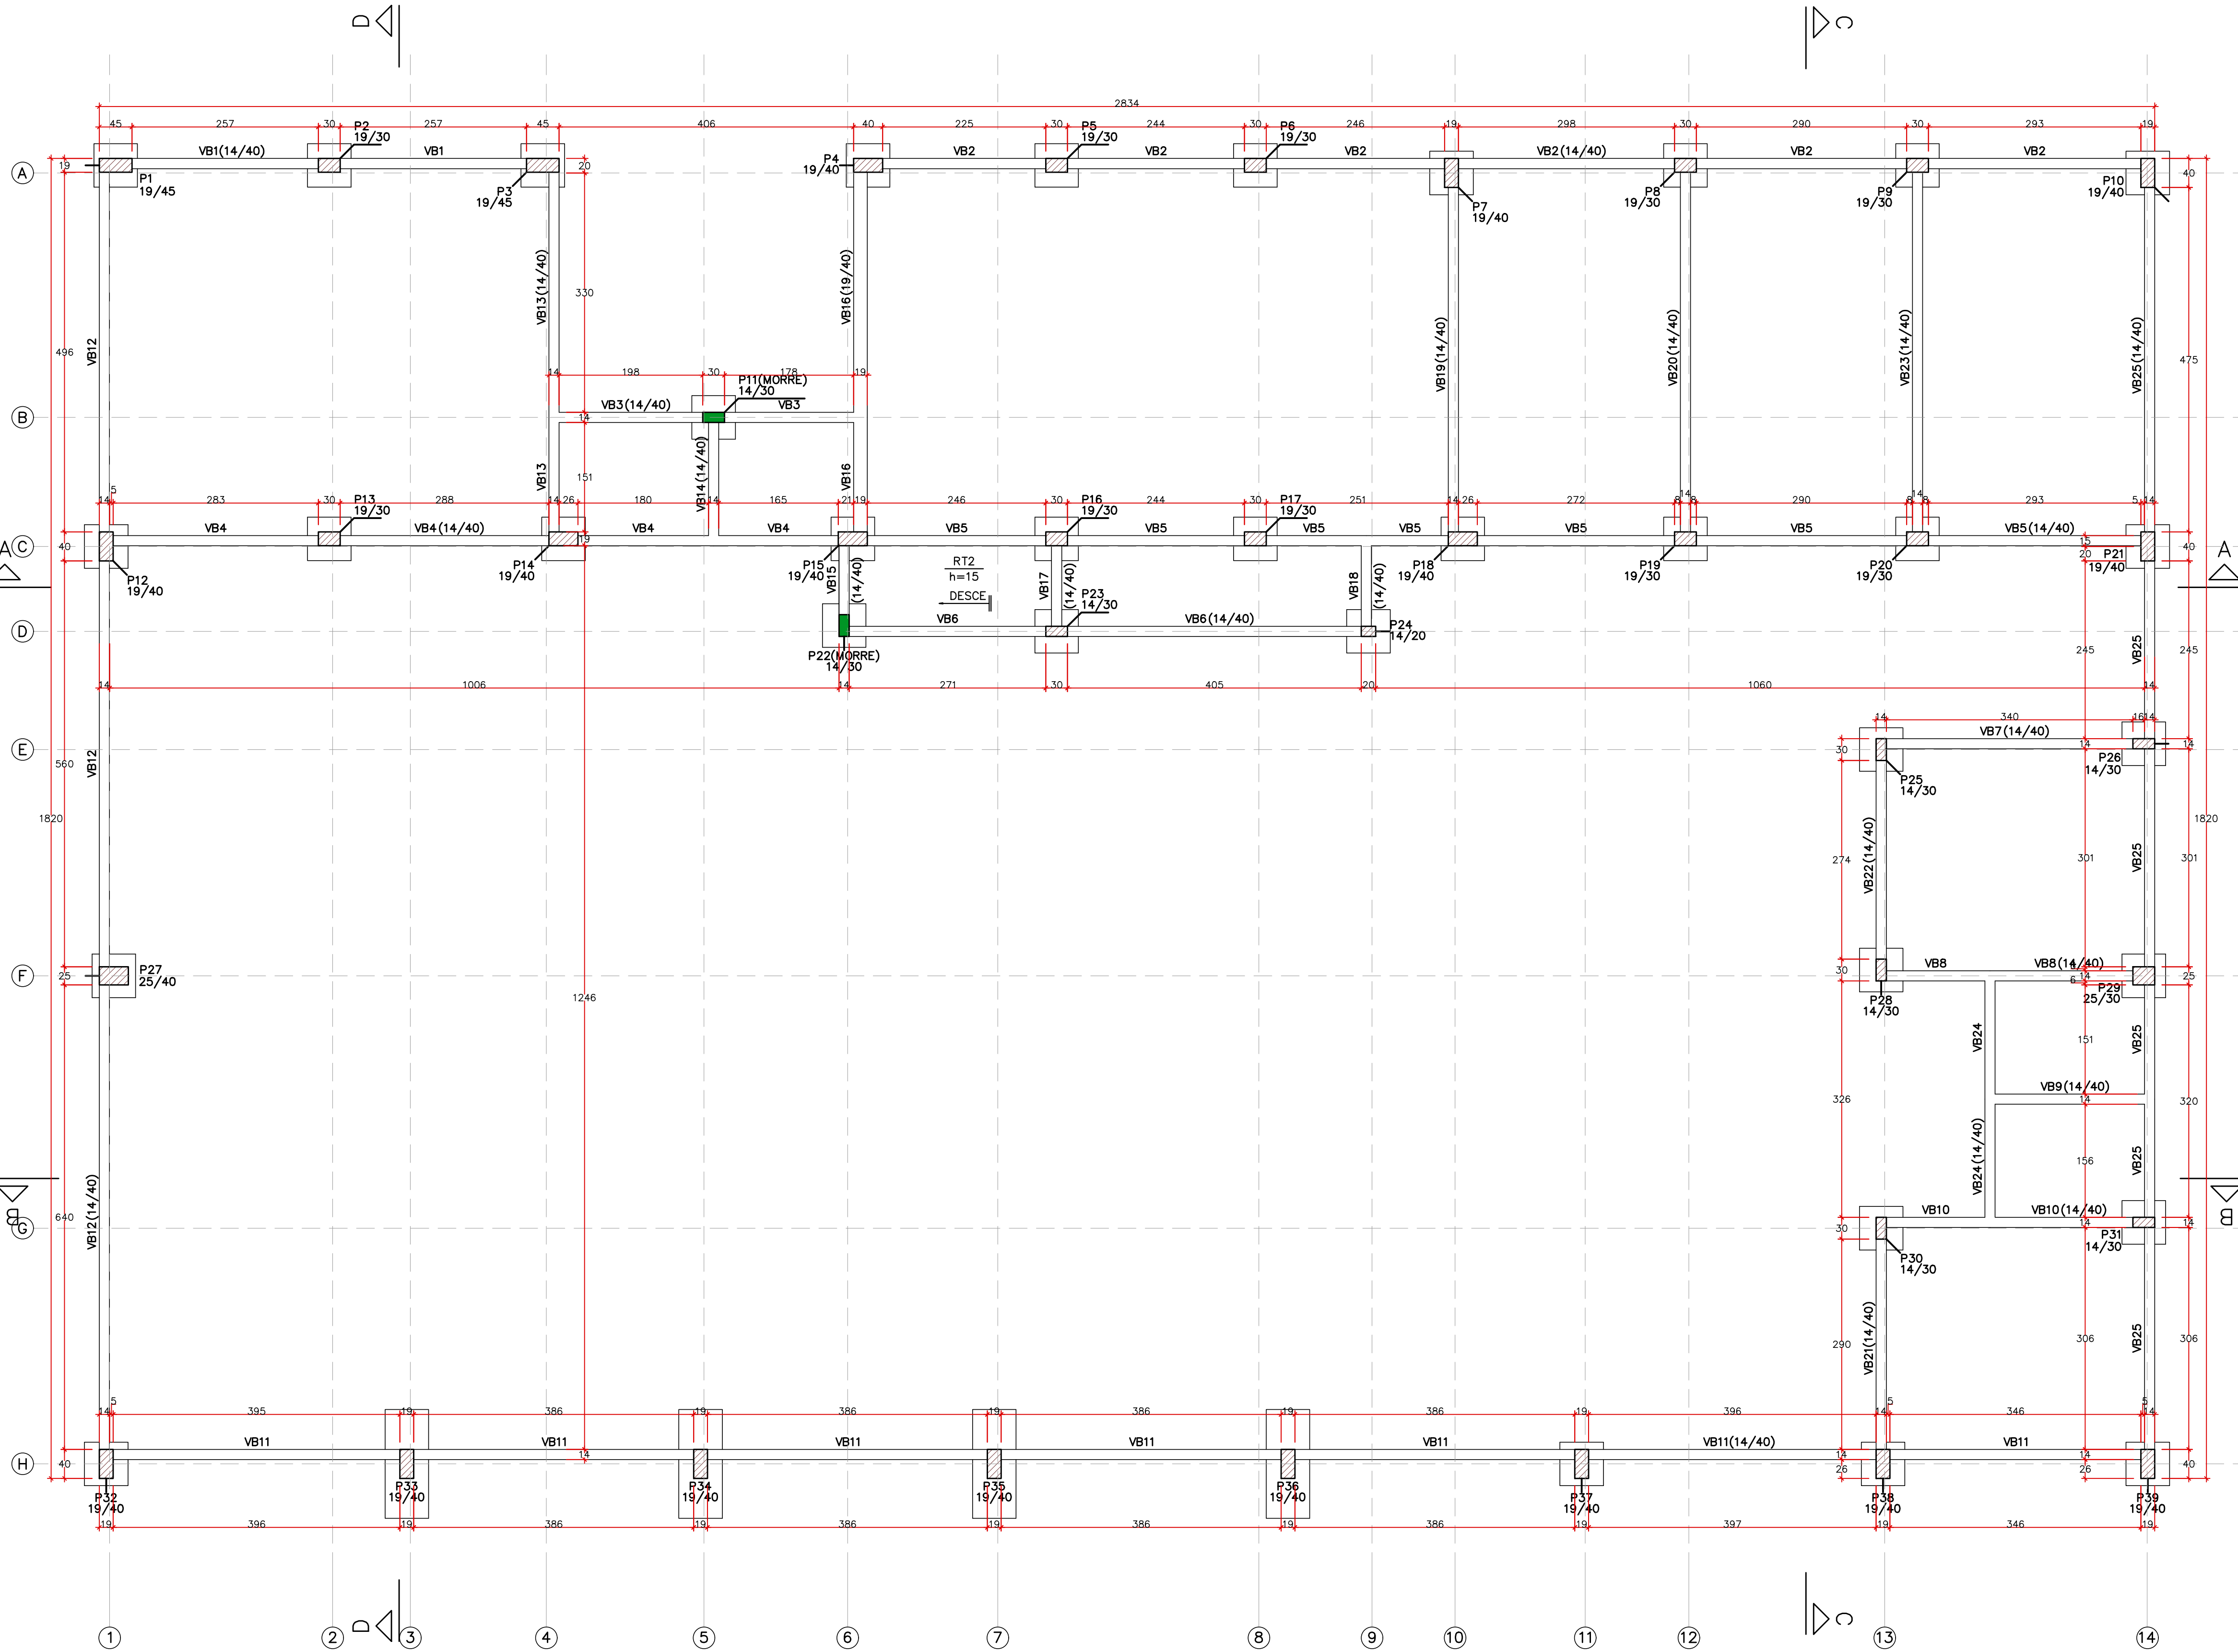 D
C
2834
45
257
30
257
45
406
40
225
30
244
30
246
19
298
30
290
30
293
19
P2
19/30
P5
19/30
P6
19/30
VB1(14/40)
VB1
VB2
VB2
VB2
VB2(14/40)
VB2
VB2
A
19
P1
19/45
P3
19/45
20
P4
19/40
P7
19/40
P8
19/30
P9
19/30
P10
19/40
40
VB12
VB13(14/40)
VB16(19/40)
VB19(14/40)
VB20(14/40)
VB23(14/40)
VB25(14/40)
330
496
475
14
198
30
178
19
P11(MORRE)
14/30
VB3(14/40)
VB3
B
14
VB13
151
VB14(14/40)
VB16
14
5
283
30
P13
19/30
288
14
26
180
14
165
21
19
246
30
P16
19/30
244
30
P17
19/30
251
14
26
272
8
14
8
290
8
14
8
293
5
14
VB4
VB4(14/40)
VB4
VB4
VB5
VB5
VB5
VB5
VB5
VB5
VB5(14/40)
A
C
40
19
15
20
40
A
P12
19/40
P14
19/40
P15
19/40
P18
19/40
P19
19/30
P20
19/30
P21
19/40
VB15
(14/40)
RT2
h=15
DESCE
VB17
(14/40)
P23
14/30
VB18
(14/40)
D
VB6
VB6(14/40)
P24
14/20
P22(MORRE)
14/30
VB25
245
245
14
1006
14
271
30
405
20
1060
14
14
340
16
14
VB7(14/40)
E
30
14
14
P25
14/30
P26
14/30
560
VB12
1820
1820
274
VB22(14/40)
301
VB25
301
F
25
P27
25/40
30
VB8
VB8(14/40)
6
14
6
25
P28
14/30
P29
25/30
1246
VB24
151
VB25
326
VB9(14/40)
14
320
VB24(14/40)
156
VB25
B
B
640
VB12(14/40)
G
30
VB10
VB10(14/40)
14
14
P30
14/30
P31
14/30
290
VB21(14/40)
306
VB25
306
14
5
395
19
386
19
386
19
386
19
386
19
396
14
5
346
5
14
VB11
VB11
VB11
VB11
VB11
VB11(14/40)
VB11
H
40
14
14
26
14
26
40
P32
19/40
P33
19/40
P34
19/40
P35
19/40
P36
19/40
P37
19/40
P38
19/40
P39
19/40
19
396
19
386
19
386
19
386
19
386
19
397
19
346
19
D
C
1
2
3
4
5
6
7
8
9
10
11
12
13
14